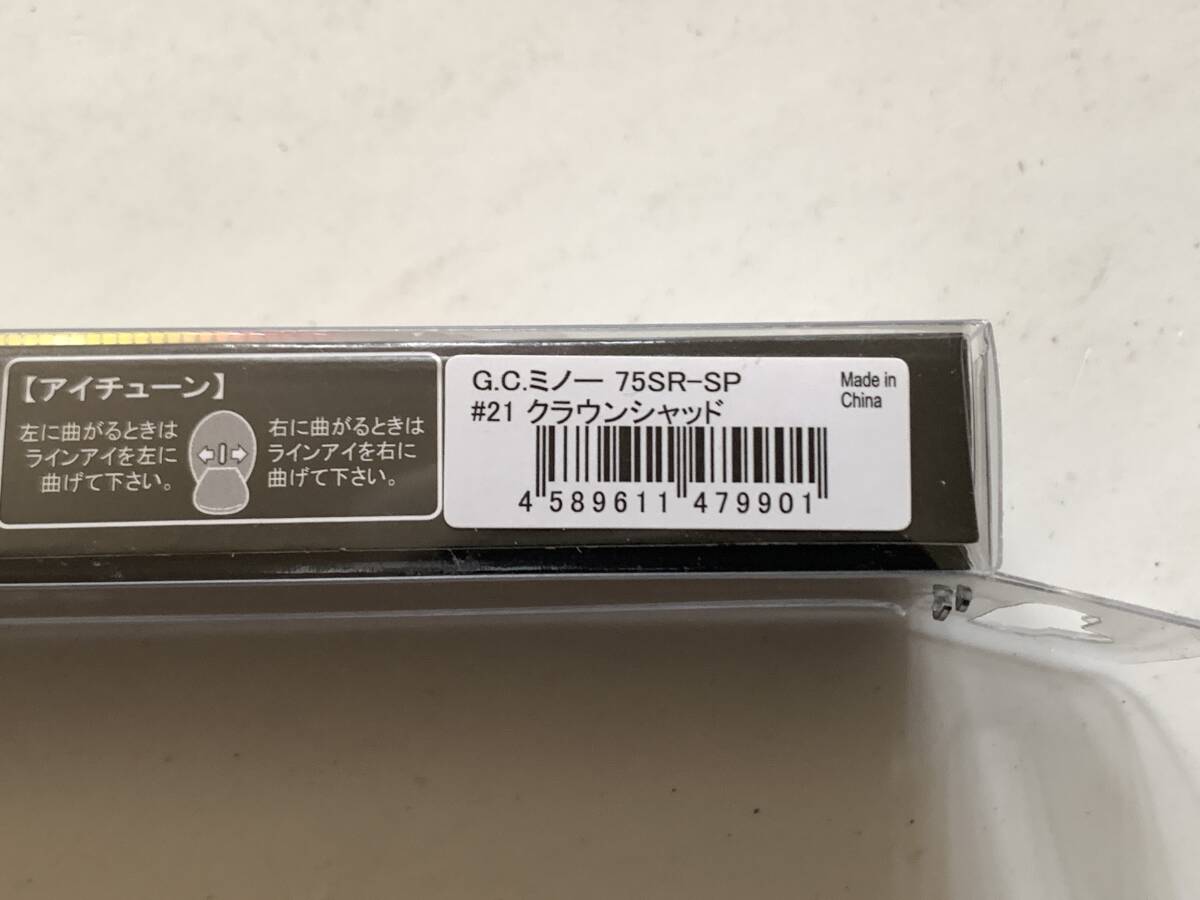 【アイチューン】
左に曲がるときは
ラインアイを左に
曲げて下さい。
右に曲がるときは
ラインアイを右に
曲げて下さい。
G.C.ミノー 75SR-SP
#21 クラウンシャッド
Made in
China
4 589611 479901